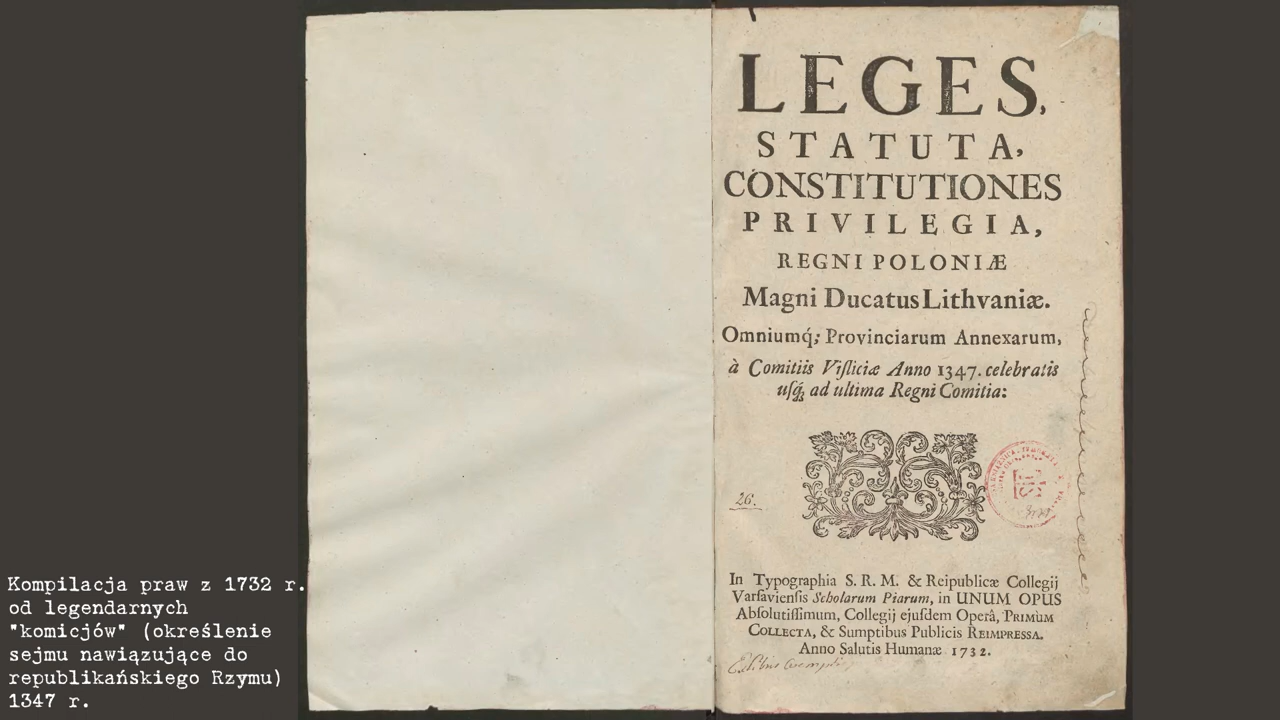 LEGES,
STATUTA,
CONSTITUTIONES
PRIVILEGIA,
REGNI POLONIÆ
Magni Ducatus Lithvaniæ.
Omniumq́; Provinciarum Annexarum,
à Comitiis Viſliciæ Anno 1347. celebratis
uſq́; ad ultima Regni Comitia:
26.
In Typographia S. R. M. & Reipublicæ Collegij
Varſavienſis Scholarum Piarum, in UNUM OPUS
Abſolutiſſimum, Collegij ejuſdem Operâ, PRIMÙM
COLLECTA, & Sumptibus Publicis REIMPRESSA.
Anno Salutis Humanæ 1732.
Kompilacja praw z 1732 r.
od legendarnych
"komicjów" (określenie
sejmu nawiązujące do
republikańskiego Rzymu)
1347 r.